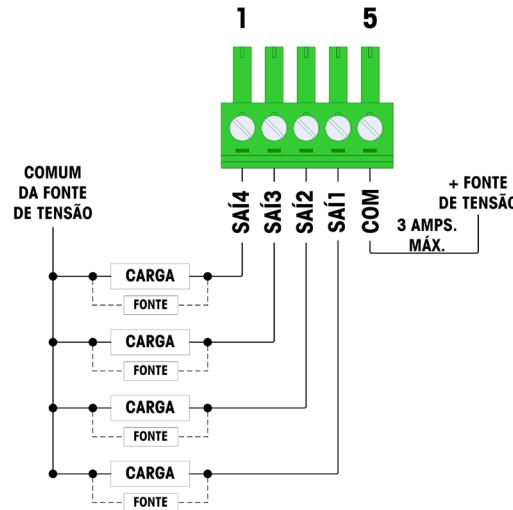 1 5
COMUM
DA FONTE
DE TENSÃO
SAÍ4
SAÍ3
SAÍ2
SAÍ1
COM
+ FONTE
DE TENSÃO
3 AMPS.
MÁX.
CARGA
FONTE
CARGA
FONTE
CARGA
FONTE
CARGA
FONTE